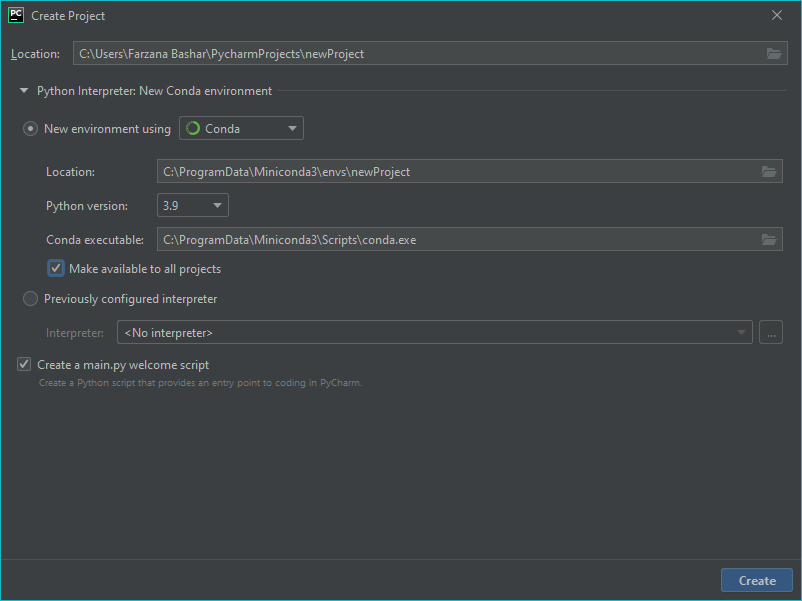 PC Create Project
Location: C:\Users\Farzana Bashar\PycharmProjects\newProject
Python Interpreter: New Conda environment
New environment using Conda
Location: C:\ProgramData\Miniconda3\envs\newProject
Python version: 3.9
Conda executable: C:\ProgramData\Miniconda3\Scripts\conda.exe
Make available to all projects
Previously configured interpreter
Interpreter: <No interpreter> ...
Create a main.py welcome script
Create a Python script that provides an entry point to coding in PyCharm.
Create